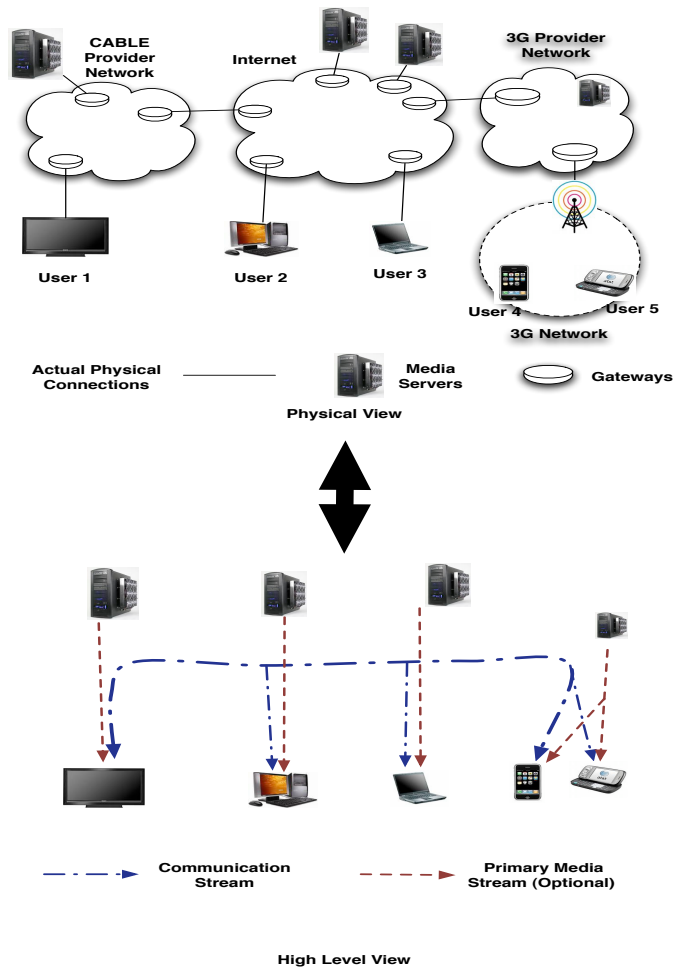 CABLE
Provider
Network
Internet
3G Provider
Network
User 1
User 2
User 3
User 4
User 5
3G Network
Actual Physical
Connections
Media
Servers
Gateways
Physical View
Communication
Stream
Primary Media
Stream (Optional)
High Level View